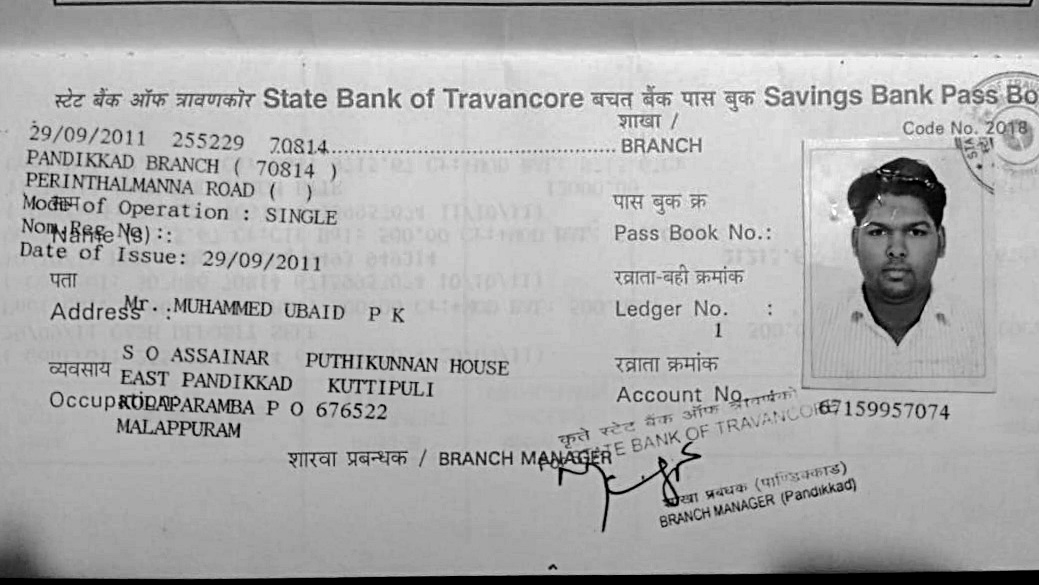 स्टेट बैंक ऑफ त्रावणकोर State Bank of Travancore बचत बैंक पास बुक Savings Bank Pass Bo
29/09/2011 255229 70814
शाखा /
BRANCH
Code No. 2018
PANDIKKAD BRANCH ( 70814 )
PERINTHALMANNA ROAD ( )
Mode of Operation : SINGLE
पास बुक क्र
Nom Reg No :
Name (s) :
Pass Book No.:
Date of Issue: 29/09/2011
पता
खाता-बही क्रमांक
Address : Mr. MUHAMMED UBAID P K
Ledger No. :
1
S O ASSAINAR PUTHIKUNNAN HOUSE
व्यवसाय
खाता क्रमांक
EAST PANDIKKAD KUTTIPULI
Occupation
Account No. 67159957074
KOLAPARAMBA P O 676522
MALAPPURAM
कृते स्टेट बैंक ऑफ त्रावणकोर
STATE BANK OF TRAVANCORE
शाखा प्रबन्धक / BRANCH MANAGER
शाखा प्रबंधक (पाण्डिक्काड)
BRANCH MANAGER (Pandikkad)